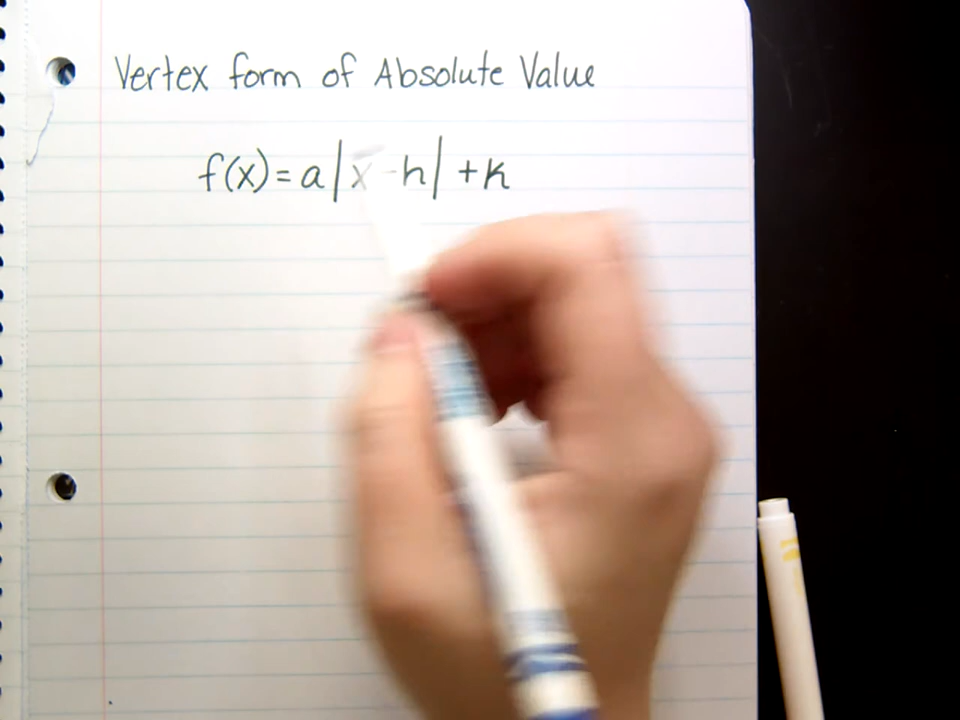 Vertex form of Absolute Value
f(x)=a|x-h|+k